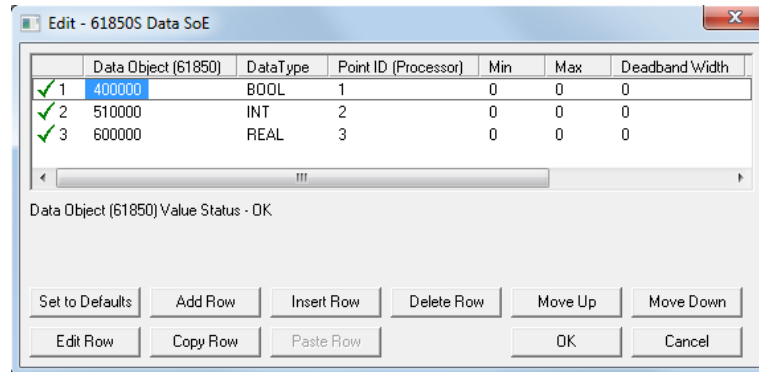 Edit - 61850S Data SoE
x
Data Object (61850) DataType Point ID (Processor) Min Max Deadband Width
1 400000 BOOL 1 0 0 0
2 510000 INT 2 0 0 0
3 600000 REAL 3 0 0 0
Data Object (61850) Value Status - OK
Set to Defaults Add Row Insert Row Delete Row Move Up Move Down
Edit Row Copy Row Paste Row OK Cancel